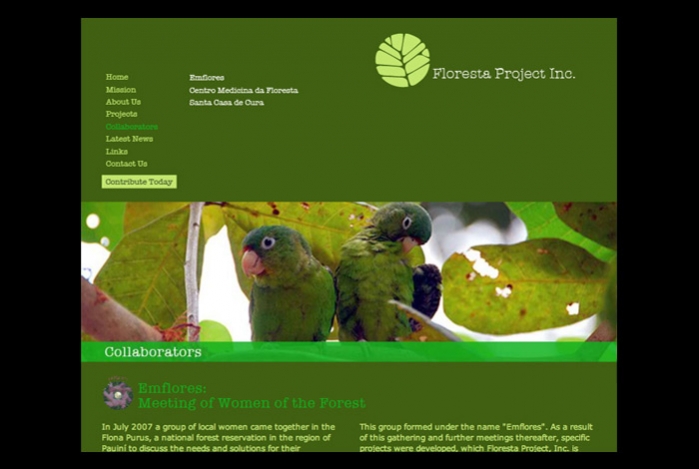 Floresta Project Inc.
Home
Mission
About Us
Projects
Collaborators
Latest News
Links
Contact Us
Contribute Today
Emflores
Centro Medicina da Floresta
Santa Casa de Cura
Collaborators
Emflores:
Meeting of Women of the Forest
In July 2007 a group of local women came together in the
Flona Purus, a national forest reservation in the region of
Pauiní to discuss the needs and solutions for their
This group formed under the name "Emflores". As a result
of this gathering and further meetings thereafter, specific
projects were developed, which Floresta Project, Inc. is